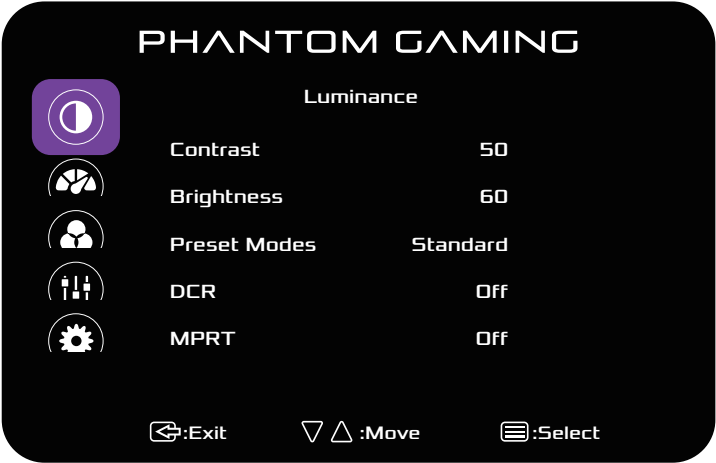 PHANTOM GAMING
Luminance
Contrast 50
Brightness 60
Preset Modes Standard
DCR Off
MPRT Off
:Exit :Move :Select